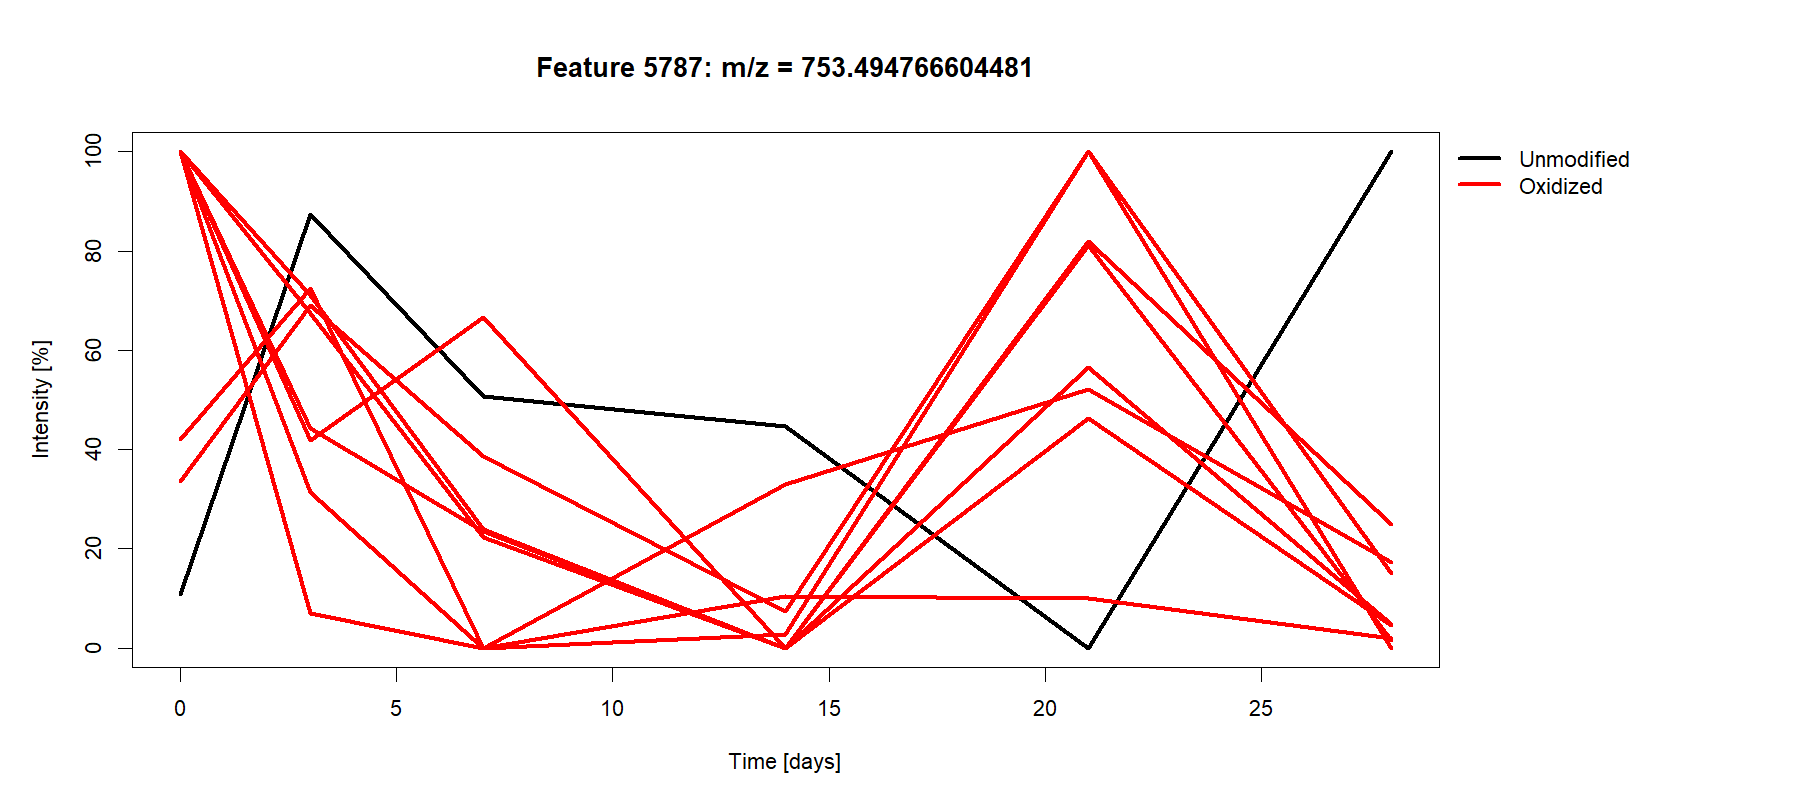 Feature 5787: m/z = 753.494766604481
Unmodified
Oxidized
Intensity [%]
100
80
60
40
20
0
0 5 10 15 20 25
Time [days]